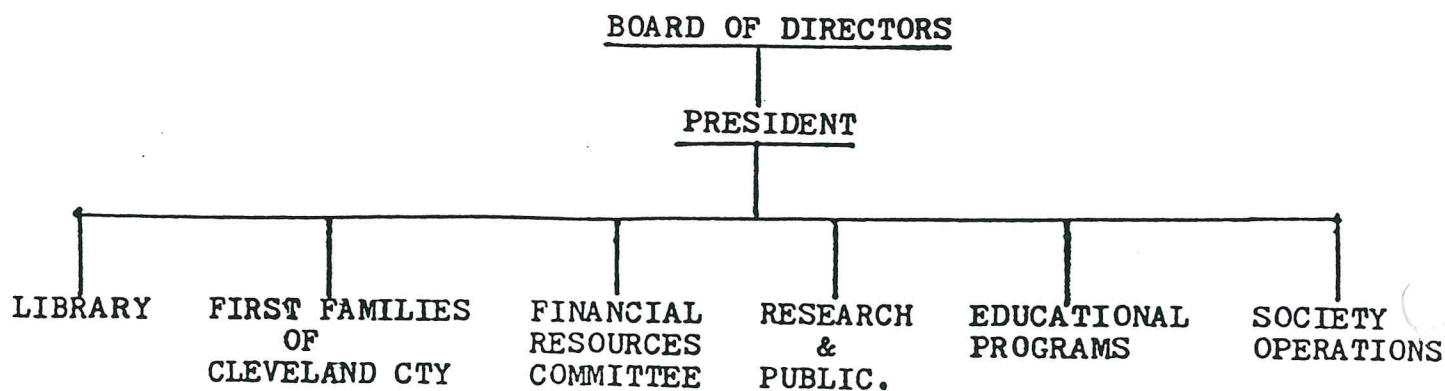 BOARD OF DIRECTORS
PRESIDENT
LIBRARY
FIRST FAMILIES
OF
CLEVELAND CTY
FINANCIAL
RESOURCES
COMMITTEE
RESEARCH
&
PUBLIC.
EDUCATIONAL
PROGRAMS
SOCIETY
OPERATIONS